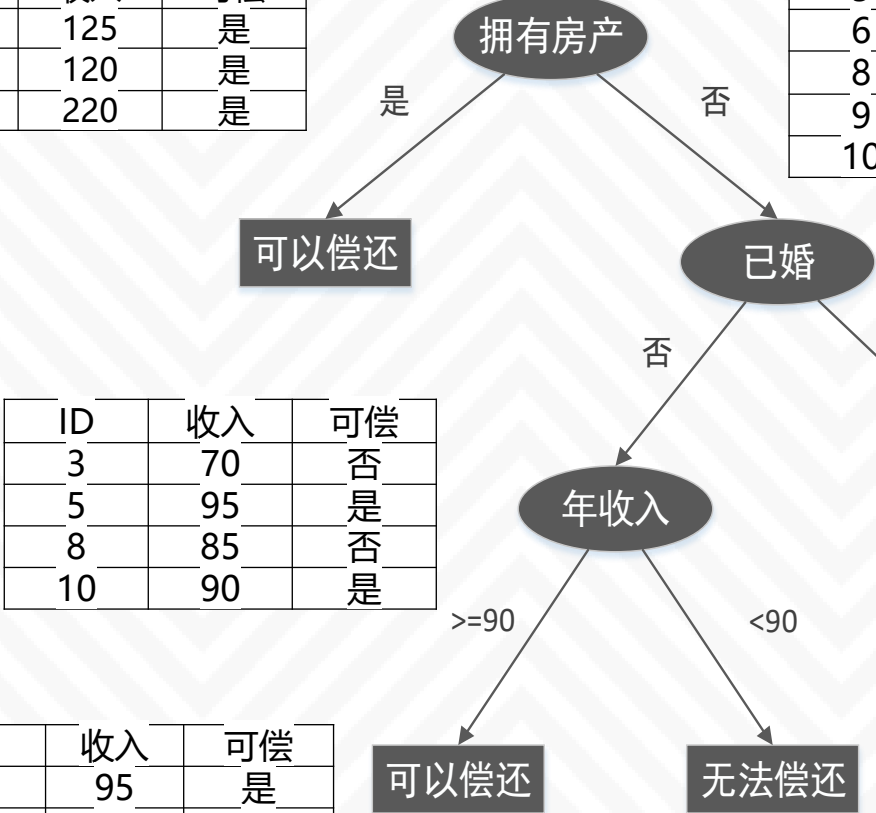 125 是
120 是
220 是
拥有房产
6
8
9
是
否
可以偿还
已婚
否
ID 收入 可偿
3 70 否
5 95 是
8 85 否
10 90 是
年收入
>=90
<90
收入 可偿
95 是
可以偿还
无法偿还